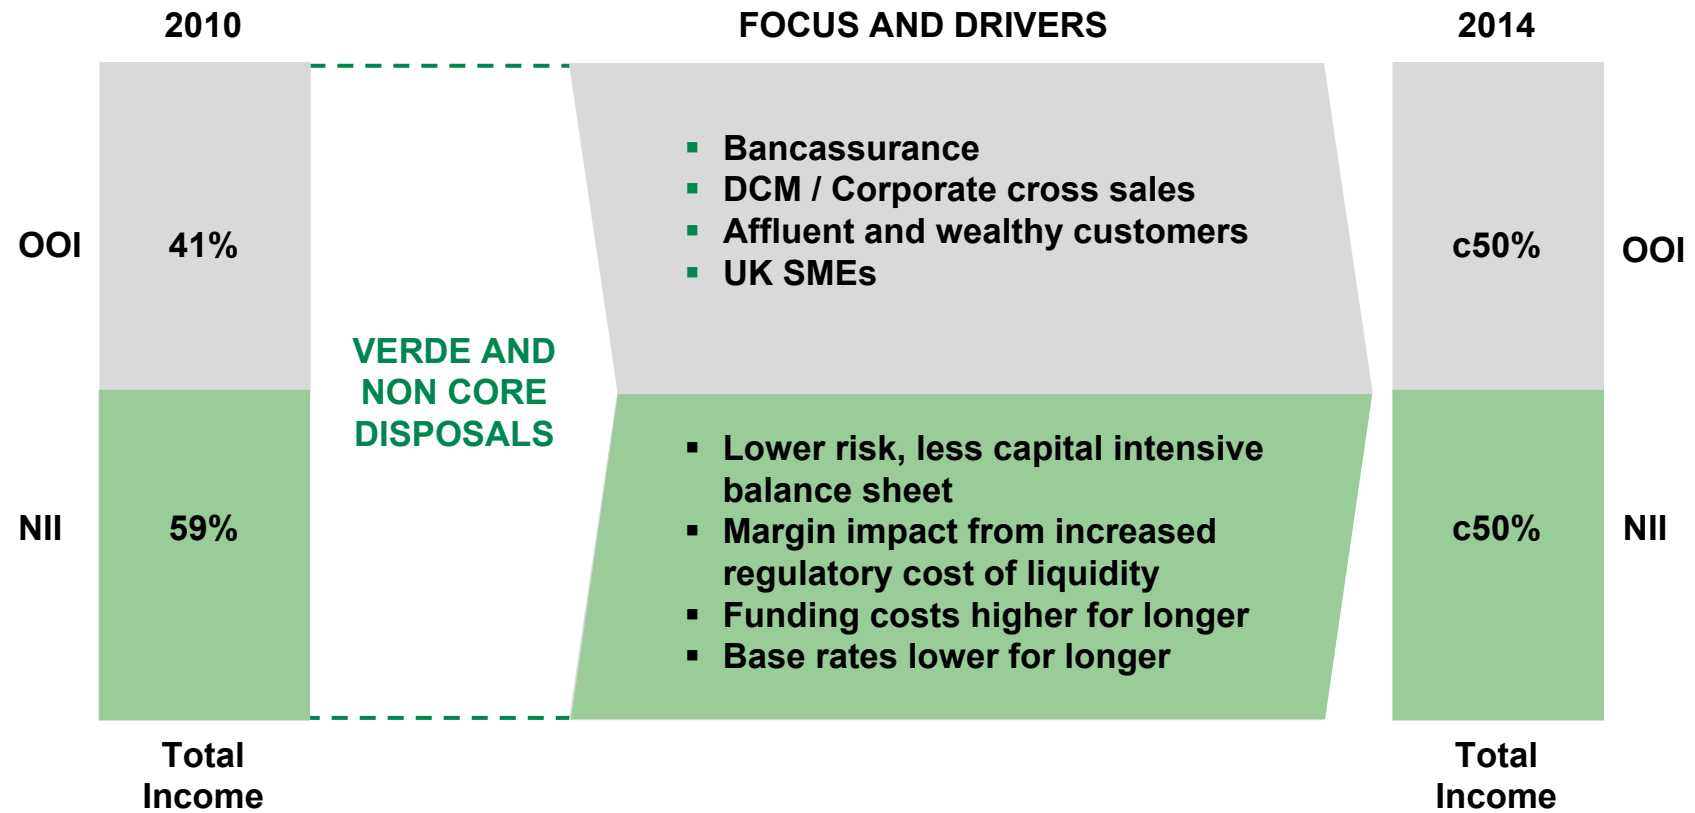 2010
FOCUS AND DRIVERS
2014
OOI
41%
NII
59%
Total
Income
VERDE AND
NON CORE
DISPOSALS
▪ Bancassurance
▪ DCM / Corporate cross sales
▪ Affluent and wealthy customers
▪ UK SMEs
▪ Lower risk, less capital intensive
balance sheet
▪ Margin impact from increased
regulatory cost of liquidity
▪ Funding costs higher for longer
▪ Base rates lower for longer
c50%
OOI
c50%
NII
Total
Income